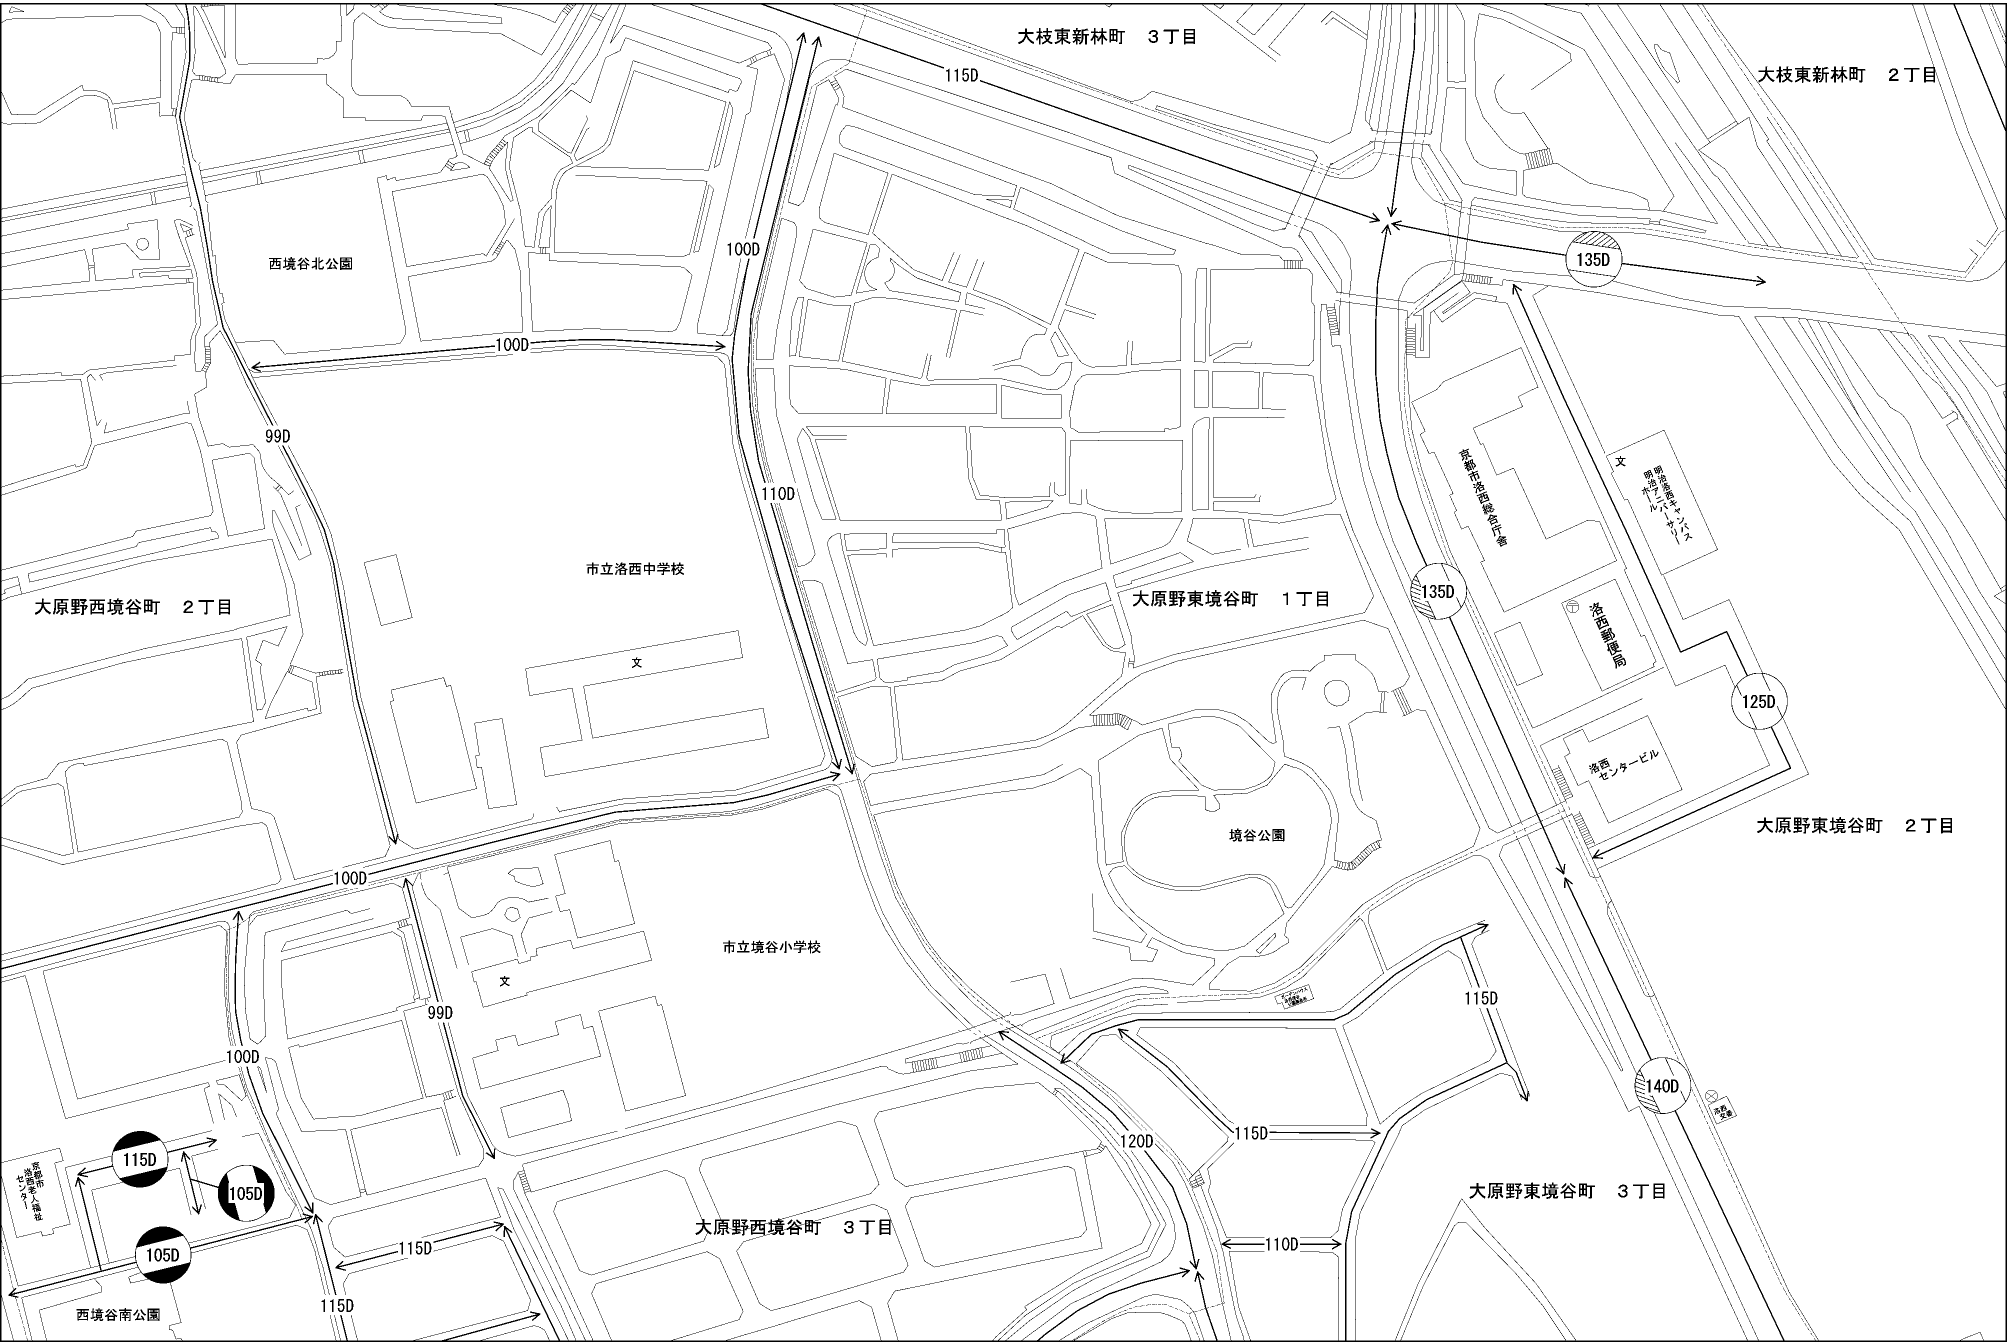 大枝東新林町　３丁目
大枝東新林町　２丁目
115D
100D
135D
西境谷北公園
100D
99D
110D
京都市洛西総合庁舎
文
明治洛西キャンパス
明治アニバーサリー
ホール
市立洛西中学校
大原野西境谷町　２丁目
大原野東境谷町　１丁目
135D
洛西郵便局
文
125D
洛西
センタービル
境谷公園
大原野東境谷町　２丁目
100D
市立境谷小学校
文
99D
115D
100D
140D
洛西
交番
120D
115D
115D
105D
京都市
洛西老人福祉
センター
大原野東境谷町　３丁目
大原野西境谷町　３丁目
105D
115D
110D
115D
西境谷南公園